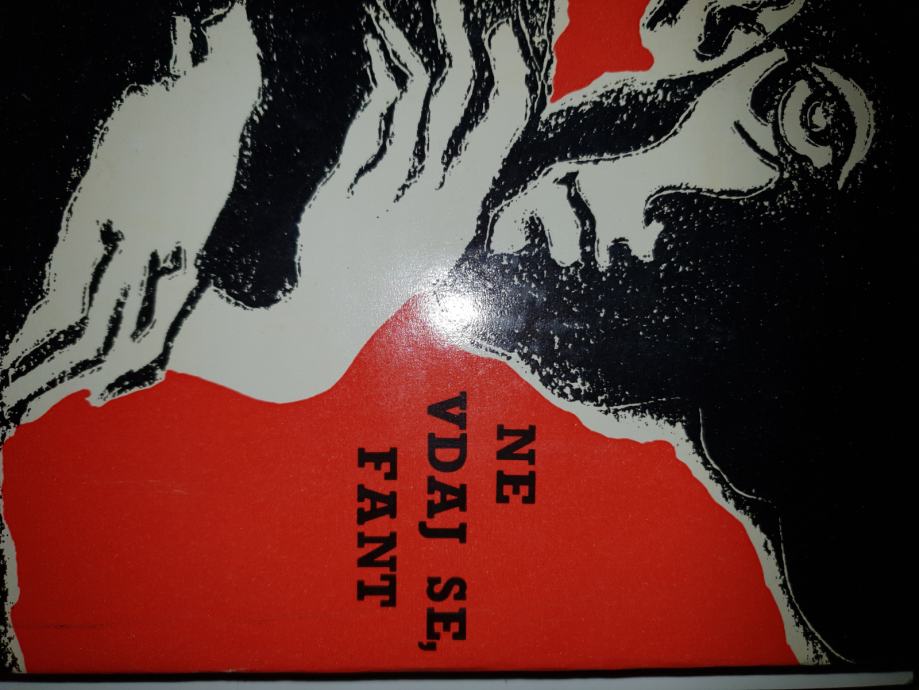 NE
VDAJ SE,
FANT